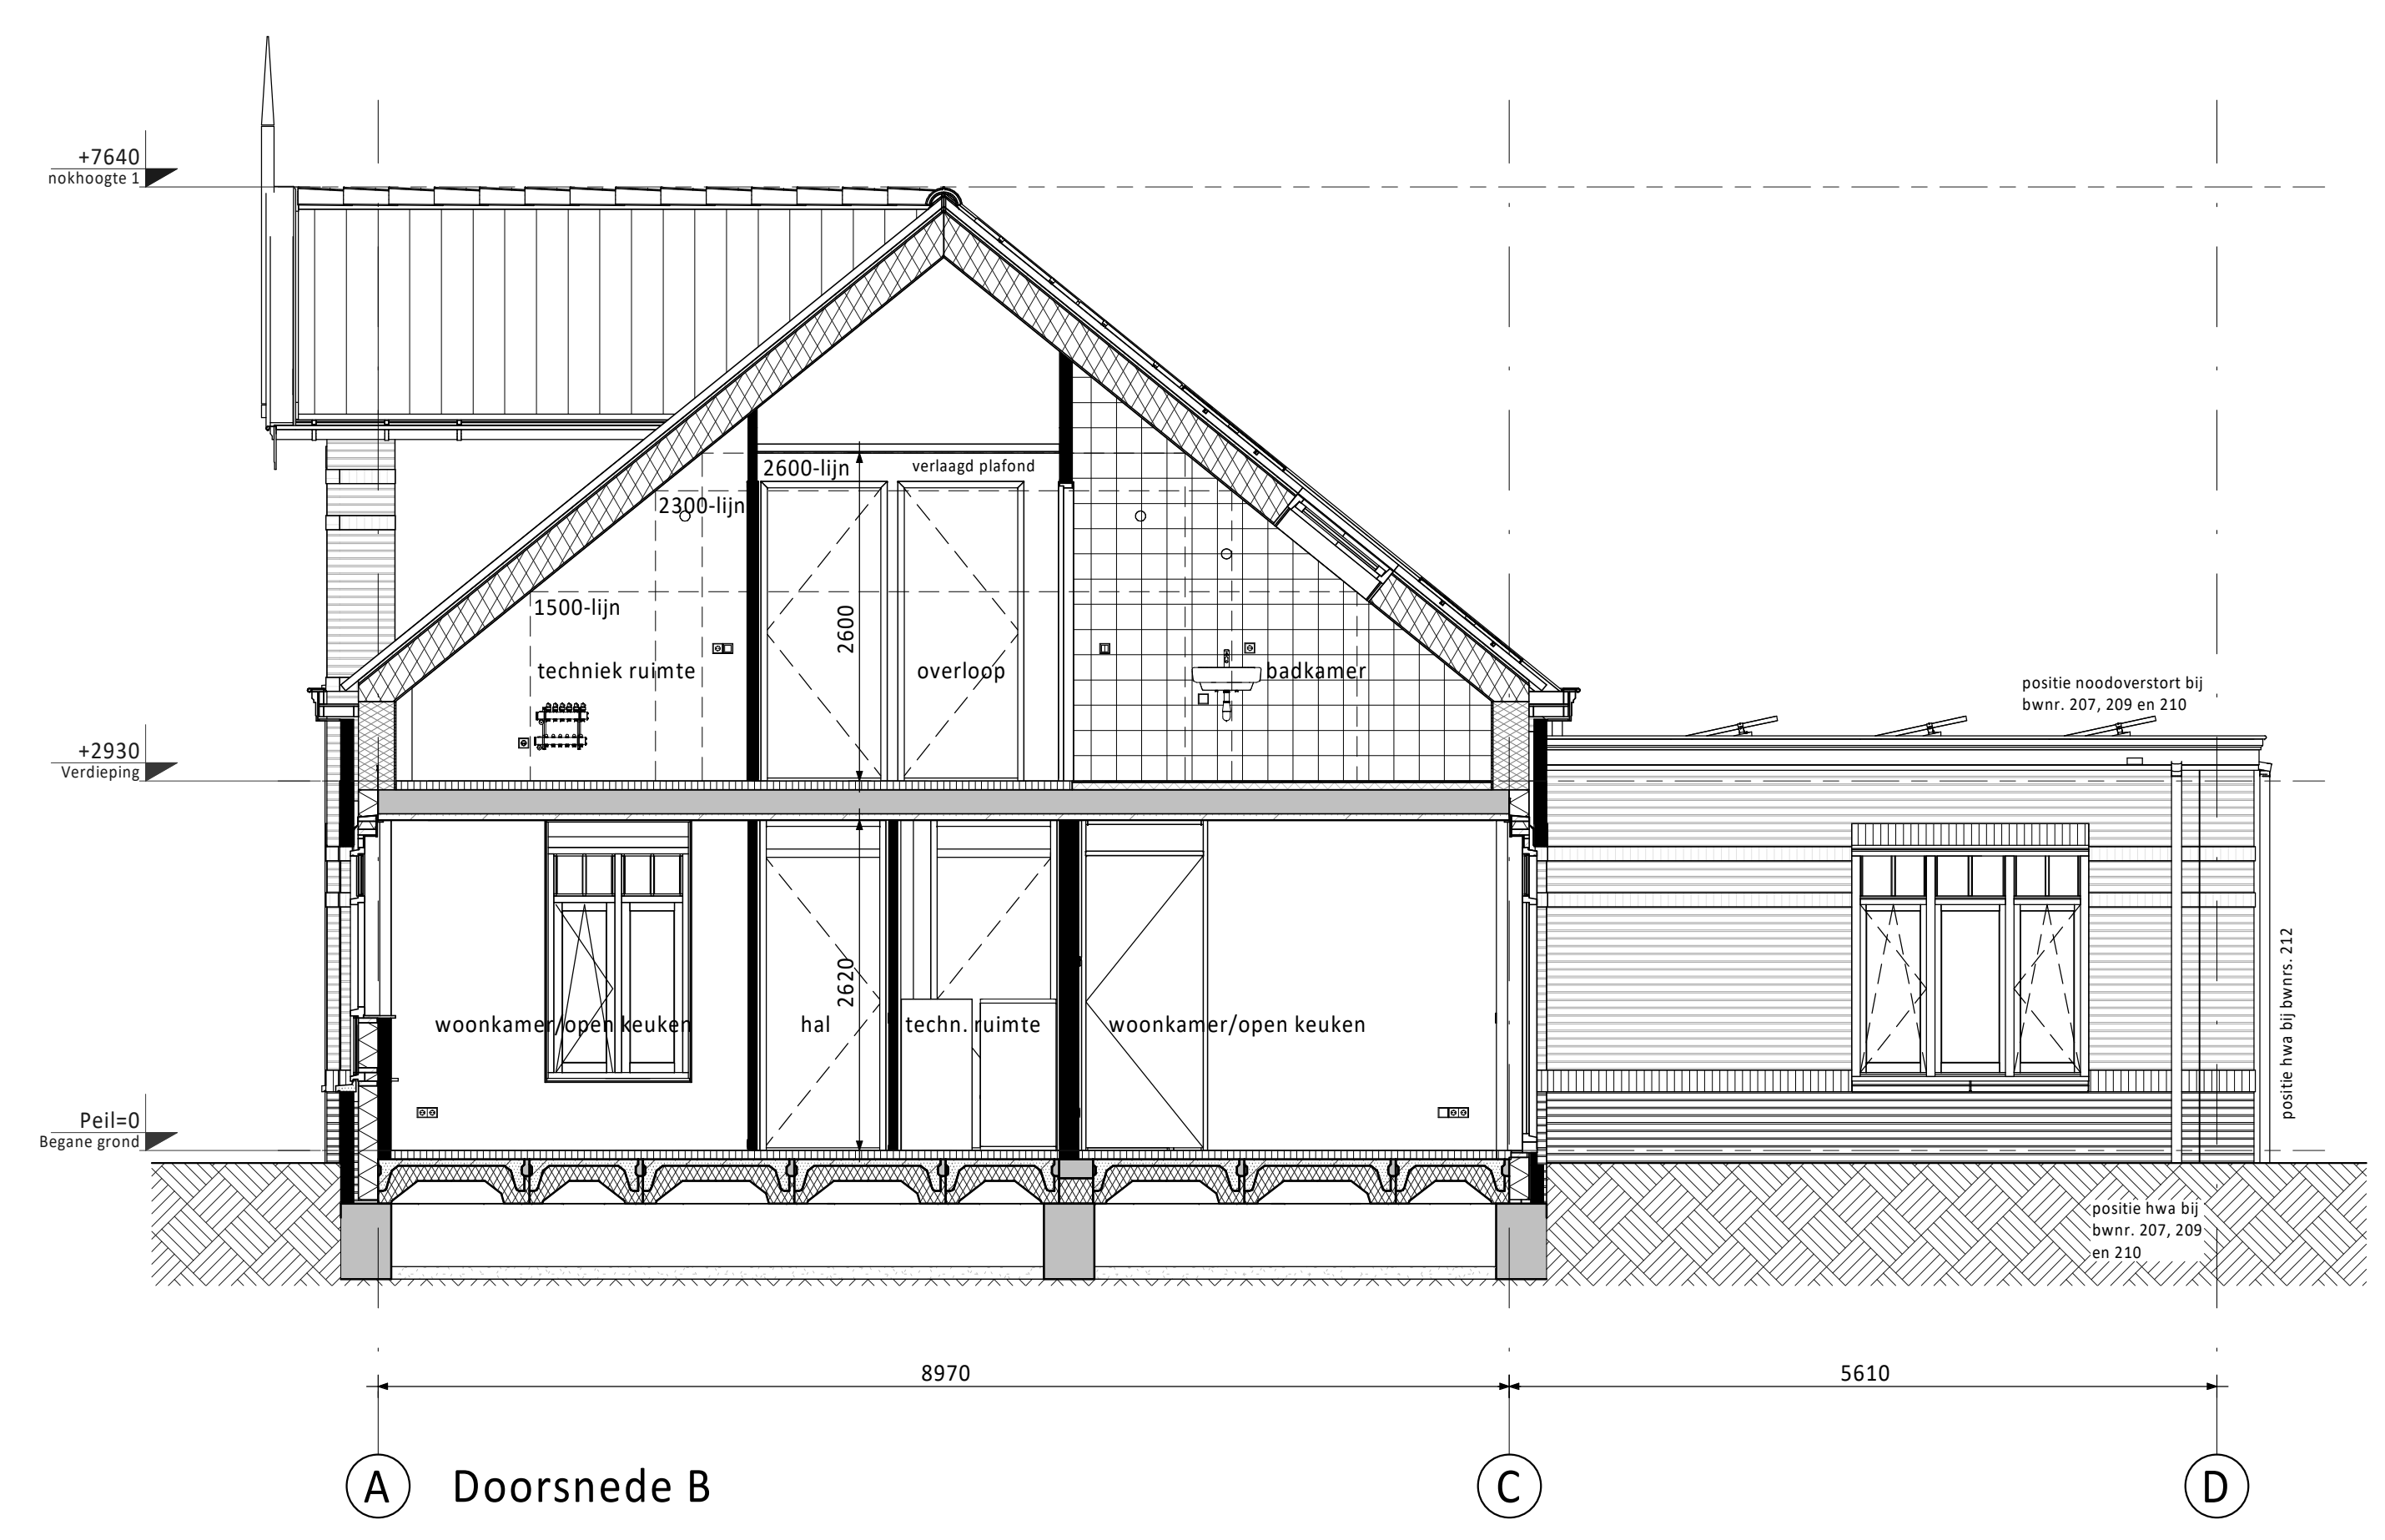 +7640
nokhoogte 1
2600-lijn
verlaagd plafond
2300-lijn
1500-lijn
2600
techniek ruimte
overloop
badkamer
positie noodoverstort bij
bwnr. 207, 209 en 210
+2930
Verdieping
2620
woonkamer/open keuken
hal
techn. ruimte
woonkamer/open keuken
positie hwa bij bwnrs. 212
Peil=0
Begane grond
positie hwa bij
bwnr. 207, 209
en 210
8970
5610
A
Doorsnede B
C
D